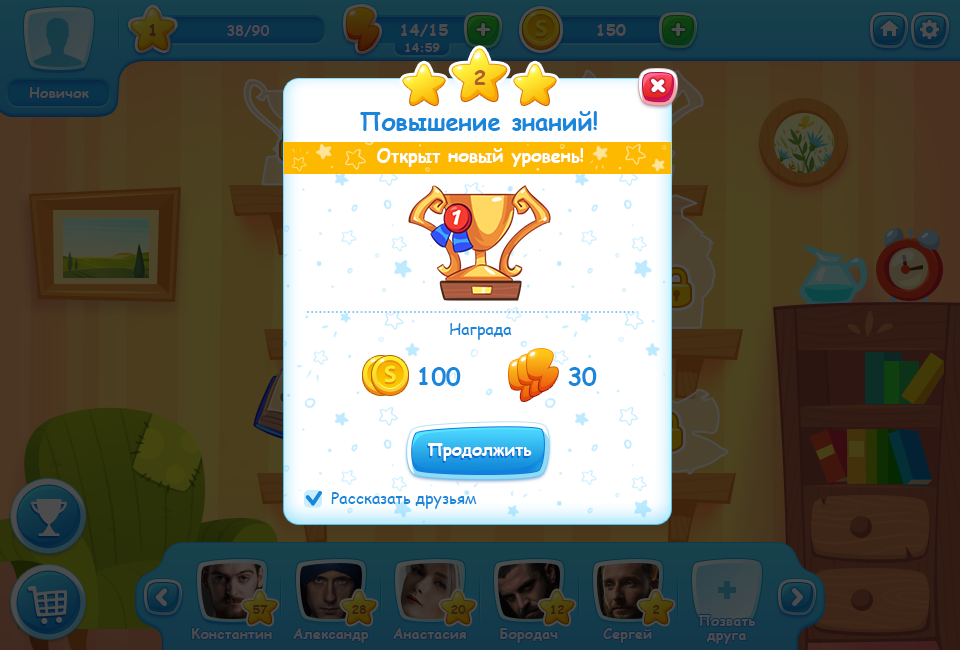 1
38/90
14/15
14:59
S
150
Новичок
2
Повышение знаний!
Открыт новый уровень!
1
Награда
S
100
30
Продолжить
Рассказать друзьям
57
28
20
12
2
Константин
Александр
Анастасия
Бородач
Сергей
Позвать
друга